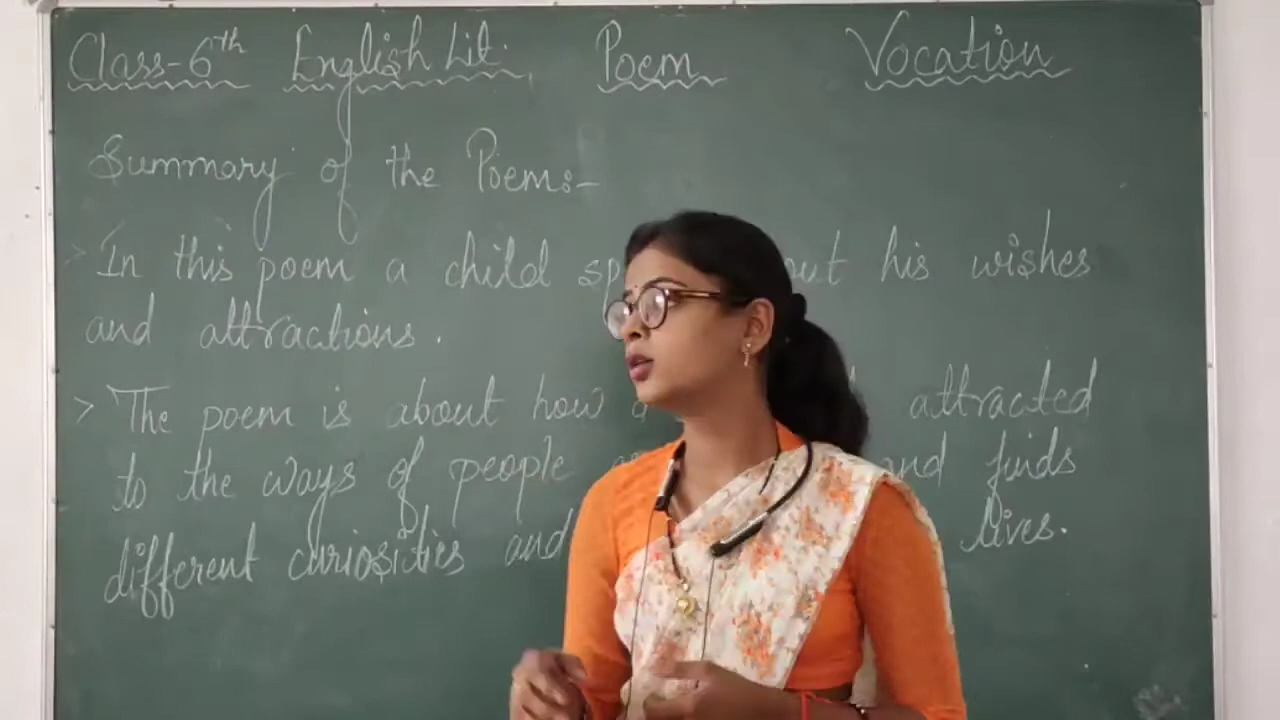 Class-6th English Lit. Poem Vocation
Summary of the Poem:-
> In this poem a child sp out his wishes
and attractions.
> The poem is about how attracted
to the ways of people and finds
different curiosities and lives.